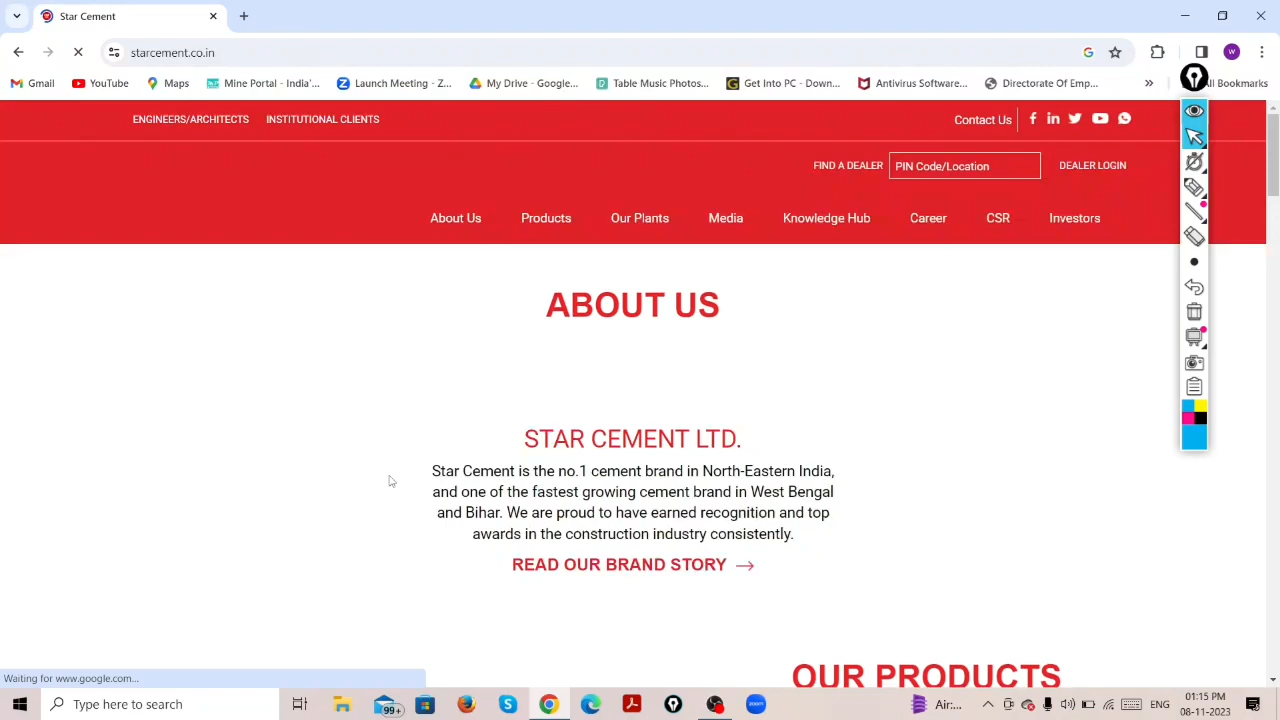 Star Cement
starcement.co.in
W
Gmail
YouTube
Maps
Mine Portal - India'...
Launch Meeting - Z...
My Drive - Google...
Table Music Photos...
Get Into PC - Down...
Antivirus Software...
Directorate Of Emp...
All Bookmarks
ENGINEERS/ARCHITECTS
INSTITUTIONAL CLIENTS
Contact Us
FIND A DEALER
PIN Code/Location
DEALER LOGIN
About Us
Products
Our Plants
Media
Knowledge Hub
Career
CSR
Investors
ABOUT US
STAR CEMENT LTD.
Star Cement is the no.1 cement brand in North-Eastern India,
and one of the fastest growing cement brand in West Bengal
and Bihar. We are proud to have earned recognition and top
awards in the construction industry consistently.
READ OUR BRAND STORY
OUR PRODUCTS
Waiting for www.google.com...
Type here to search
99+
zoom
Air:...
ENG
01:15 PM
08-11-2023